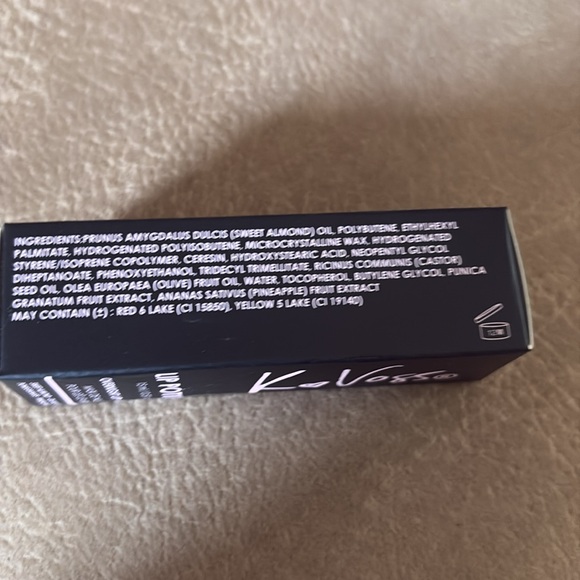 INGREDIENTS:PRUNUS AMYGDALUS DULCIS (SWEET ALMOND) OIL, POLYBUTENE, ETHYLHEXYL
PALMITATE, HYDROGENATED POLYISOBUTENE, MICROCRYSTALLINE WAX, HYDROGENATED
STYRENE/ISOPRENE COPOLYMER, CERESIN, HYDROXYSTEARIC ACID, NEOPENTYL GLYCOL
DIHEPTANOATE, PHENOXYETHANOL, TRIDECYL TRIMELLITATE, RICINUS COMMUNIS (CASTOR)
SEED OIL, OLEA EUROPAEA (OLIVE) FRUIT OIL, WATER, TOCOPHEROL, BUTYLENE GLYCOL, PUNICA
GRANATUM FRUIT EXTRACT, ANANAS SATIVUS (PINEAPPLE) FRUIT EXTRACT
MAY CONTAIN (±) : RED 6 LAKE (CI 15850), YELLOW 5 LAKE (CI 19140)
LIP